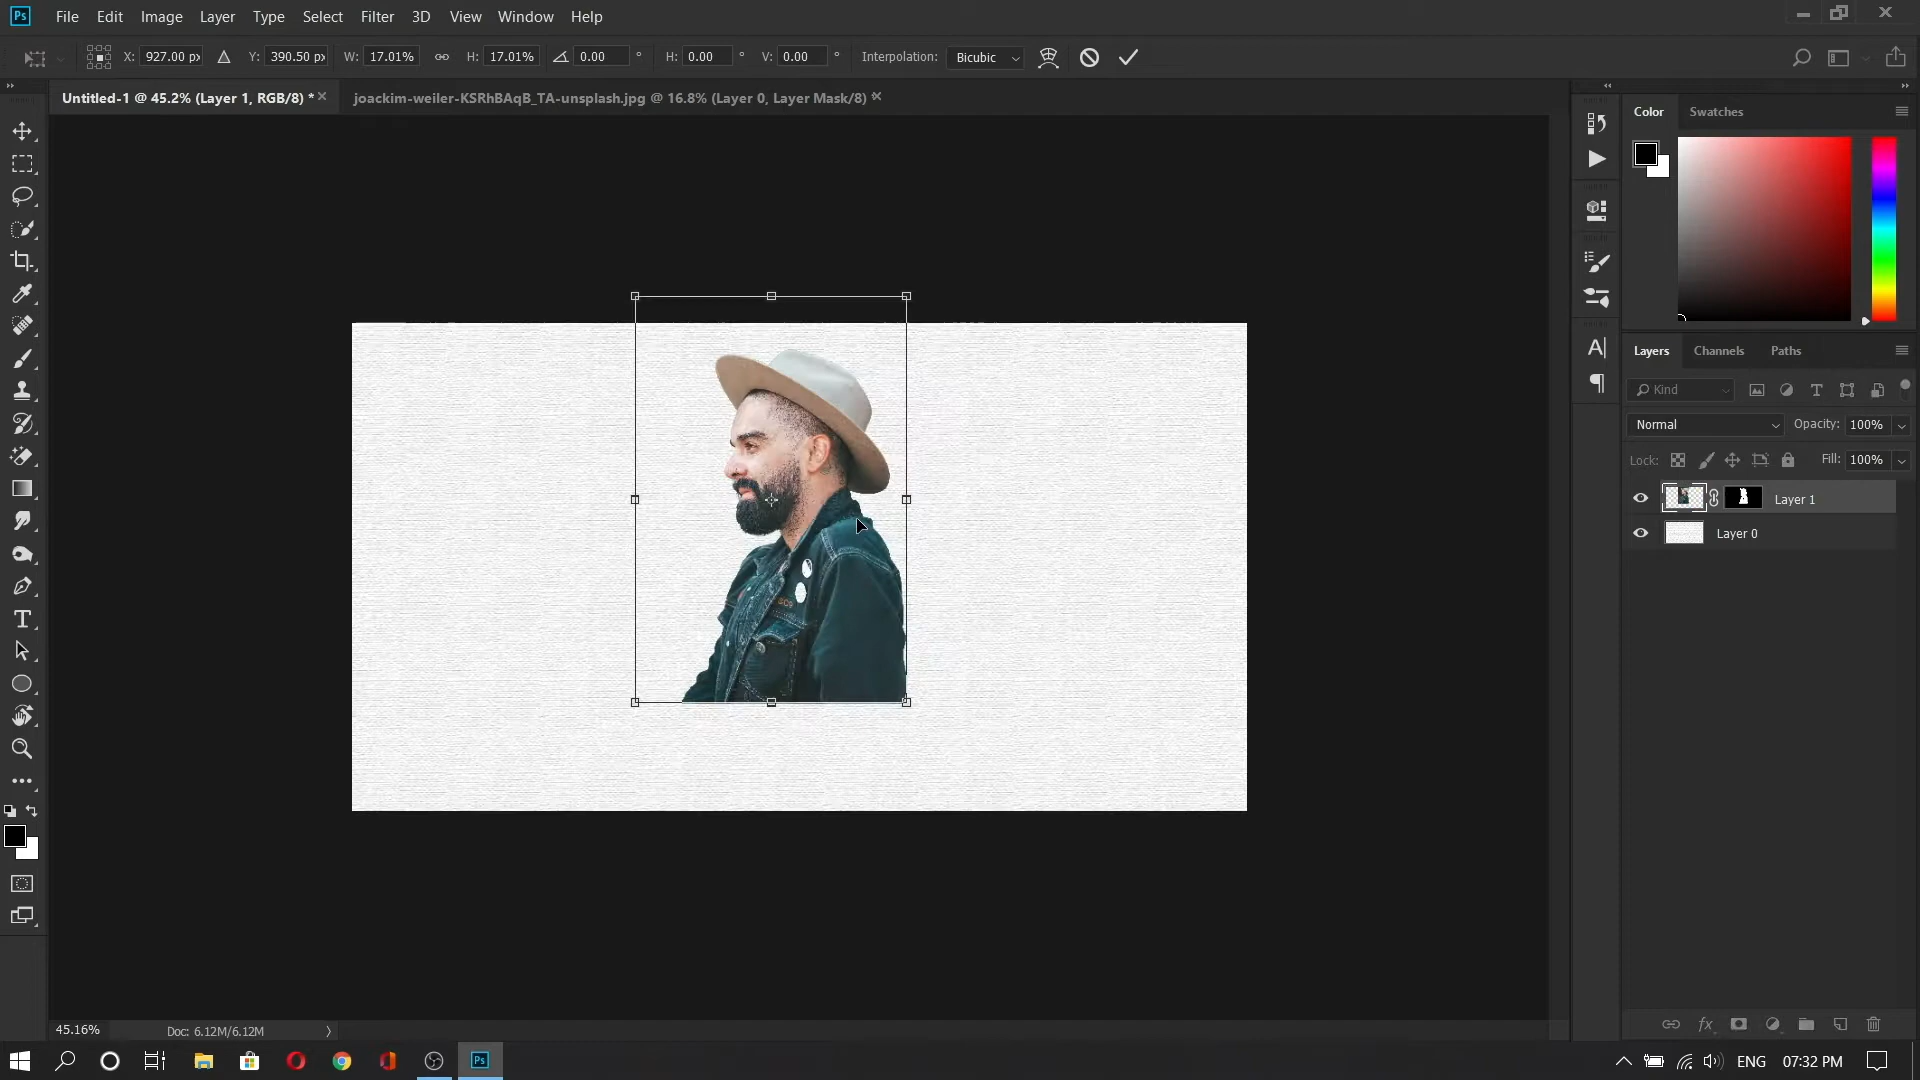 Ps File Edit Image Layer Type Select Filter 3D View Window Help
X: 927.00 px Y: 390.50 px W: 17.01% H: 17.01% 0.00 ° H: 0.00 ° V: 0.00 ° Interpolation: Bicubic
Untitled-1 @ 45.2% (Layer 1, RGB/8) * × joackim-weiler-KSRhBAqB_TA-unsplash.jpg @ 16.8% (Layer 0, Layer Mask/8) ×
Color Swatches
Layers Channels Paths
Kind
Normal Opacity: 100%
Lock: Fill: 100%
Layer 1
Layer 0
45.16% Doc: 6.12M/6.12M
Ps ENG 07:32 PM